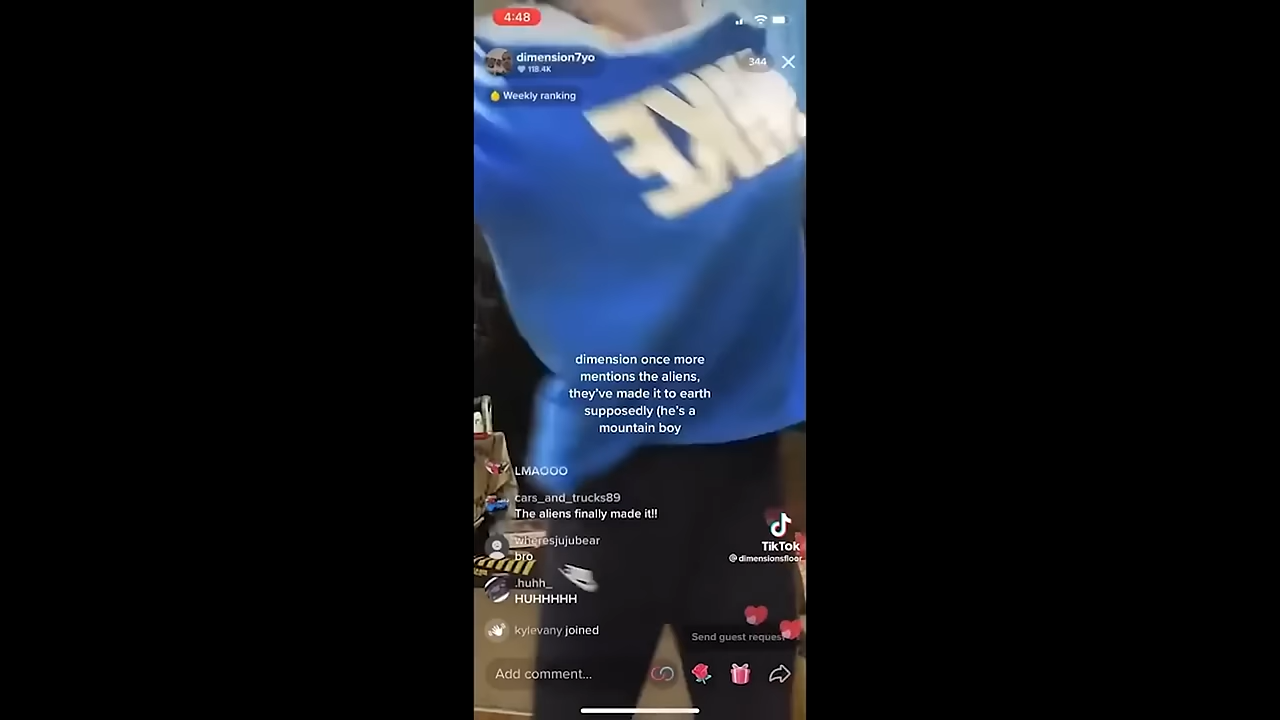 4:48
dimension7yo
118.4K
344
Weekly ranking
NIKE
dimension once more
mentions the aliens,
they've made it to earth
supposedly (he's a
mountain boy
LMAOOO
cars_and_trucks89
The aliens finally made it!!
wheresjujubear
bro
.huhh_
HUHHHHH
kylevany joined
TikTok
@dimensionsfloor
Send guest request
Add comment...